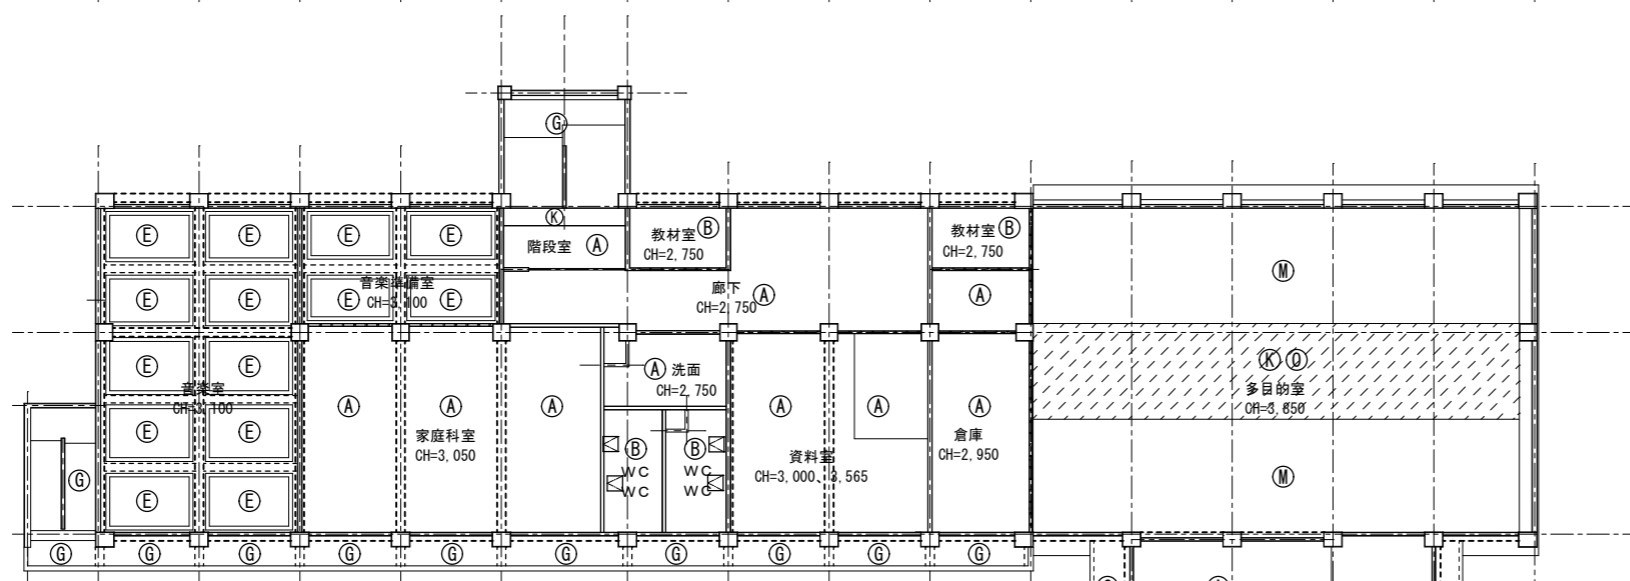 Ⓖ
Ⓔ Ⓔ Ⓔ Ⓔ
Ⓚ
階段室 Ⓐ
教材室 Ⓑ
CH=2,750
教材室 Ⓑ
CH=2,750
Ⓔ Ⓔ Ⓔ Ⓔ
音楽準備室
CH=3,100
廊下 Ⓐ
CH=2,750
Ⓐ
Ⓜ
Ⓔ Ⓔ
Ⓐ 洗面
CH=2,750
Ⓚ Ⓠ
多目的室
CH=3,650
音楽室
CH=3,100
Ⓐ Ⓐ Ⓐ Ⓐ Ⓐ Ⓐ
Ⓔ Ⓔ
家庭科室
CH=3,050
Ⓑ
WC
WC
Ⓑ
WC
WC
資料室
CH=3,000、3,565
倉庫
CH=2,950
Ⓜ
Ⓖ
Ⓔ Ⓔ
Ⓖ Ⓖ Ⓖ Ⓖ Ⓖ Ⓖ Ⓖ Ⓖ Ⓖ Ⓖ